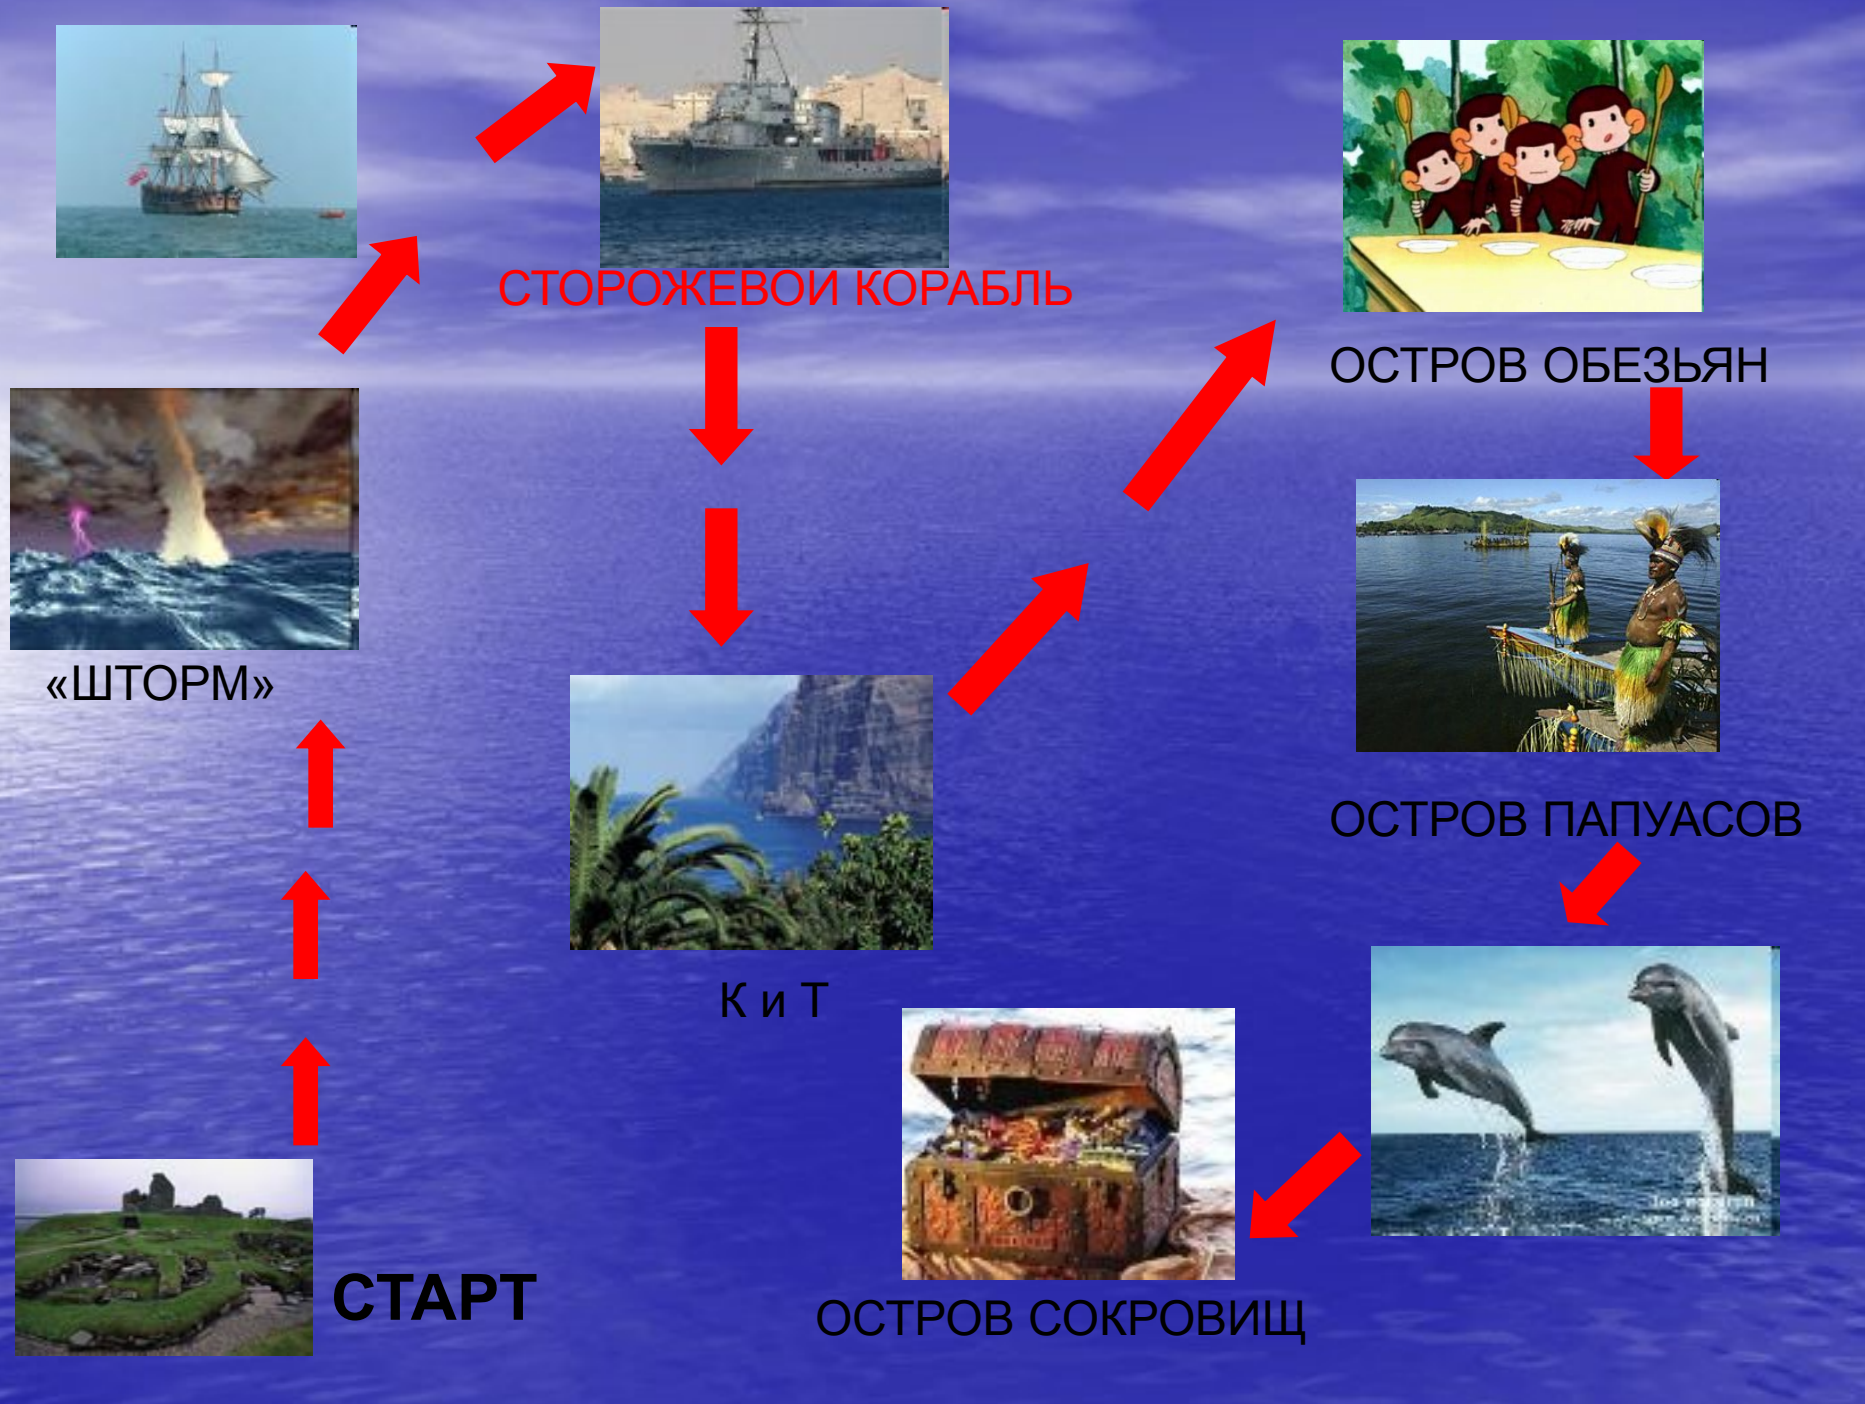 СТОРОЖЕВОЙ КОРАБЛЬ
ОСТРОВ ОБЕЗЬЯН
«ШТОРМ»
ОСТРОВ ПАПУАСОВ
К и Т
СТАРТ
ОСТРОВ СОКРОВИЩ